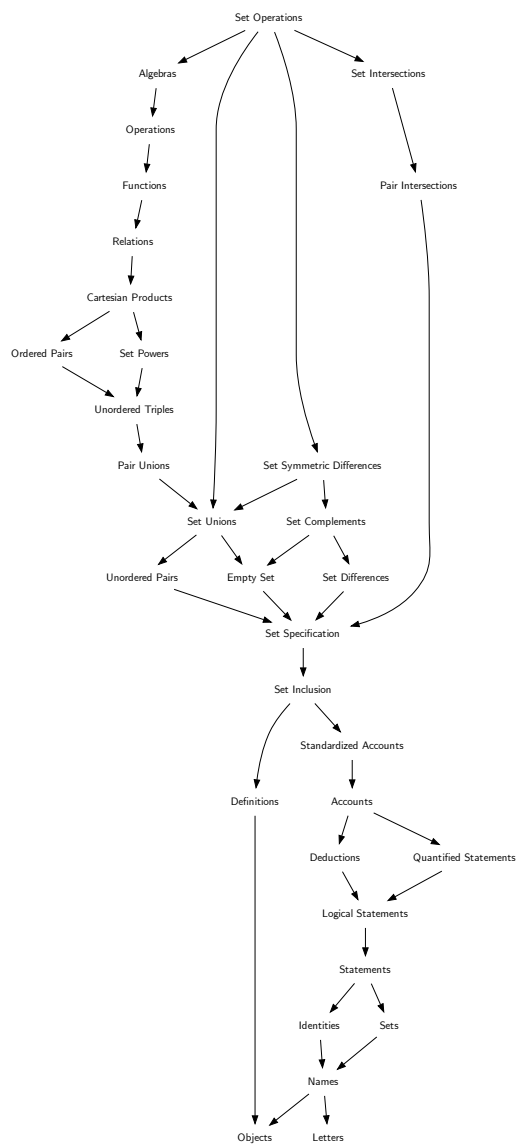 Set Operations
Algebras
Set Intersections
Operations
Functions
Pair Intersections
Relations
Cartesian Products
Ordered Pairs
Set Powers
Unordered Triples
Pair Unions
Set Symmetric Differences
Set Unions
Set Complements
Unordered Pairs
Empty Set
Set Differences
Set Specification
Set Inclusion
Standardized Accounts
Definitions
Accounts
Deductions
Quantified Statements
Logical Statements
Statements
Identities
Sets
Names
Objects
Letters